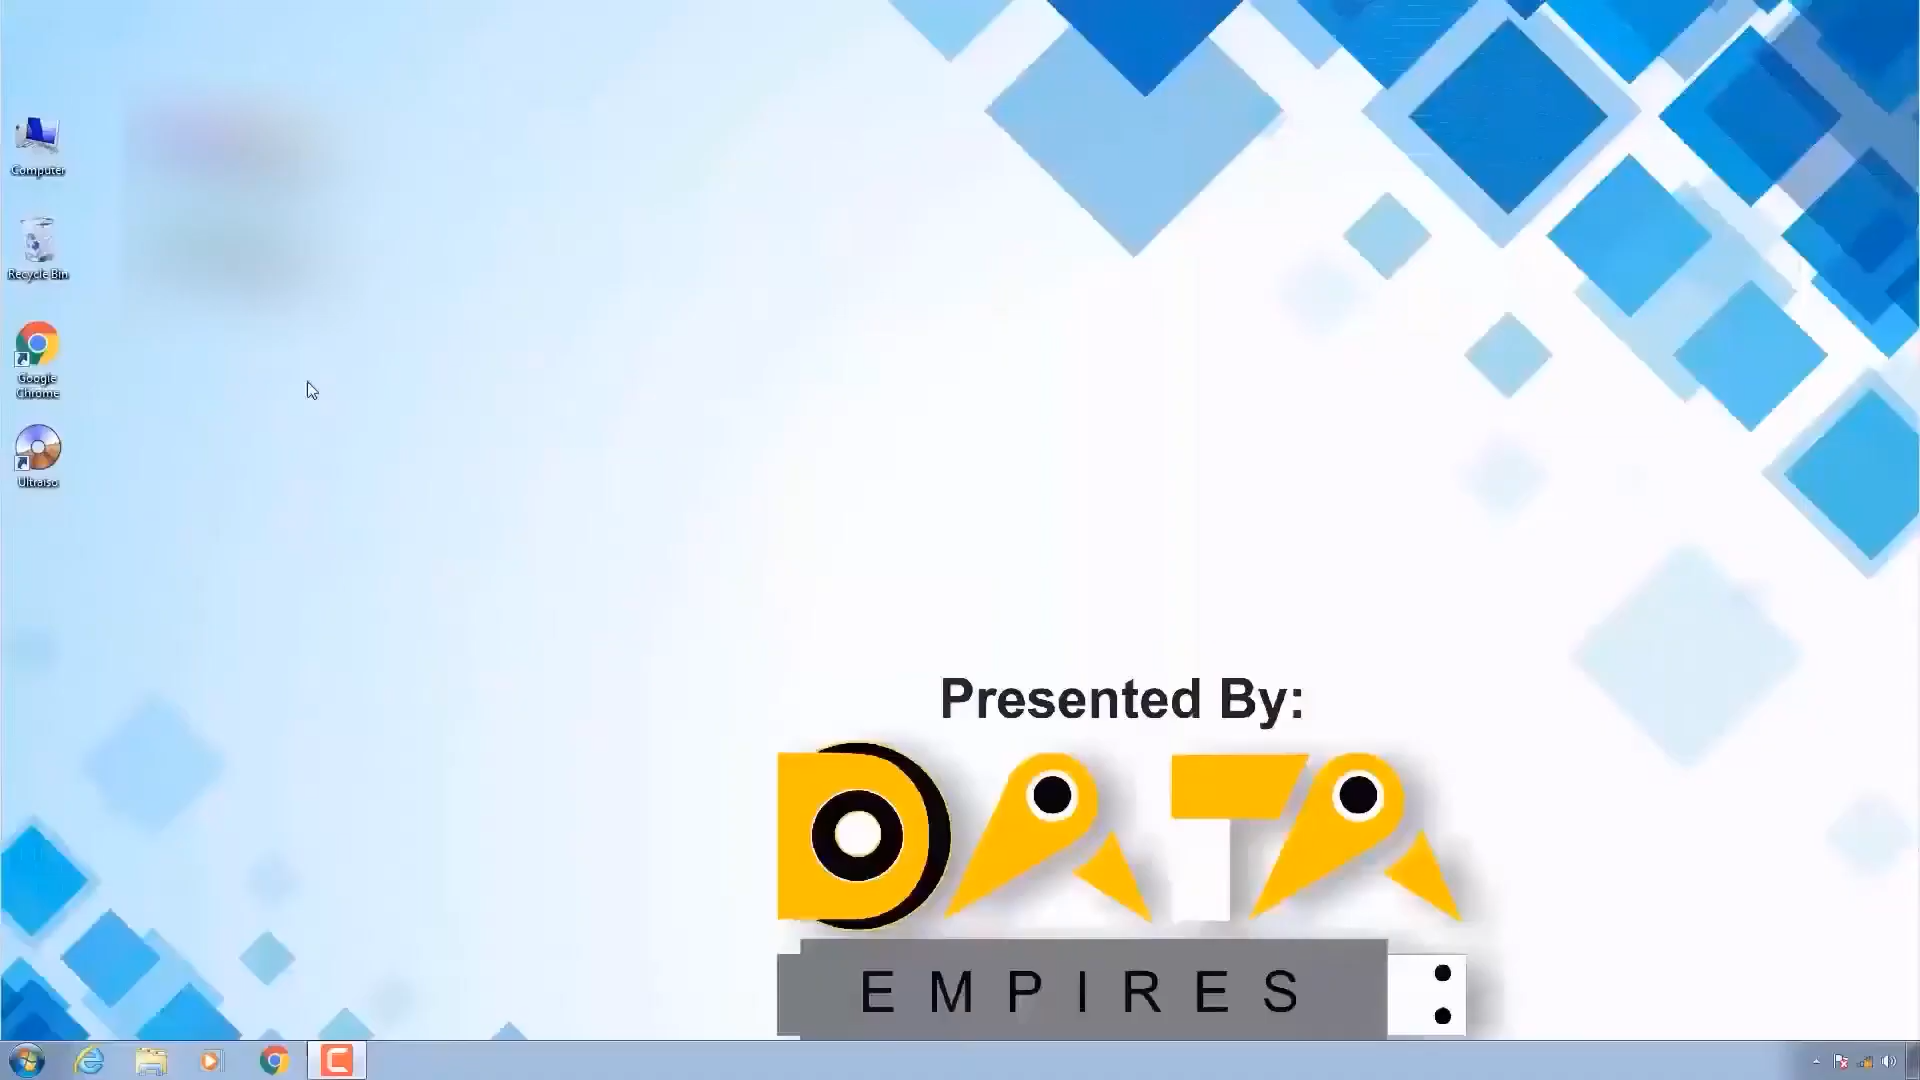 Computer
Recycle Bin
Google
Chrome
Ultraiso
Presented By:
DATA
EMPIRES